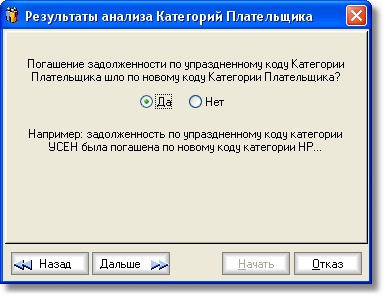 Результаты анализа Категорий Плательщика
Погашение задолженности по упраздненному коду Категории
Плательщика шло по новому коду Категории Плательщика?
Да Нет
Например: задолженность по упраздненному коду категории
УСЕН была погашена по новому коду категории НР...
Назад Дальше Начать Отказ